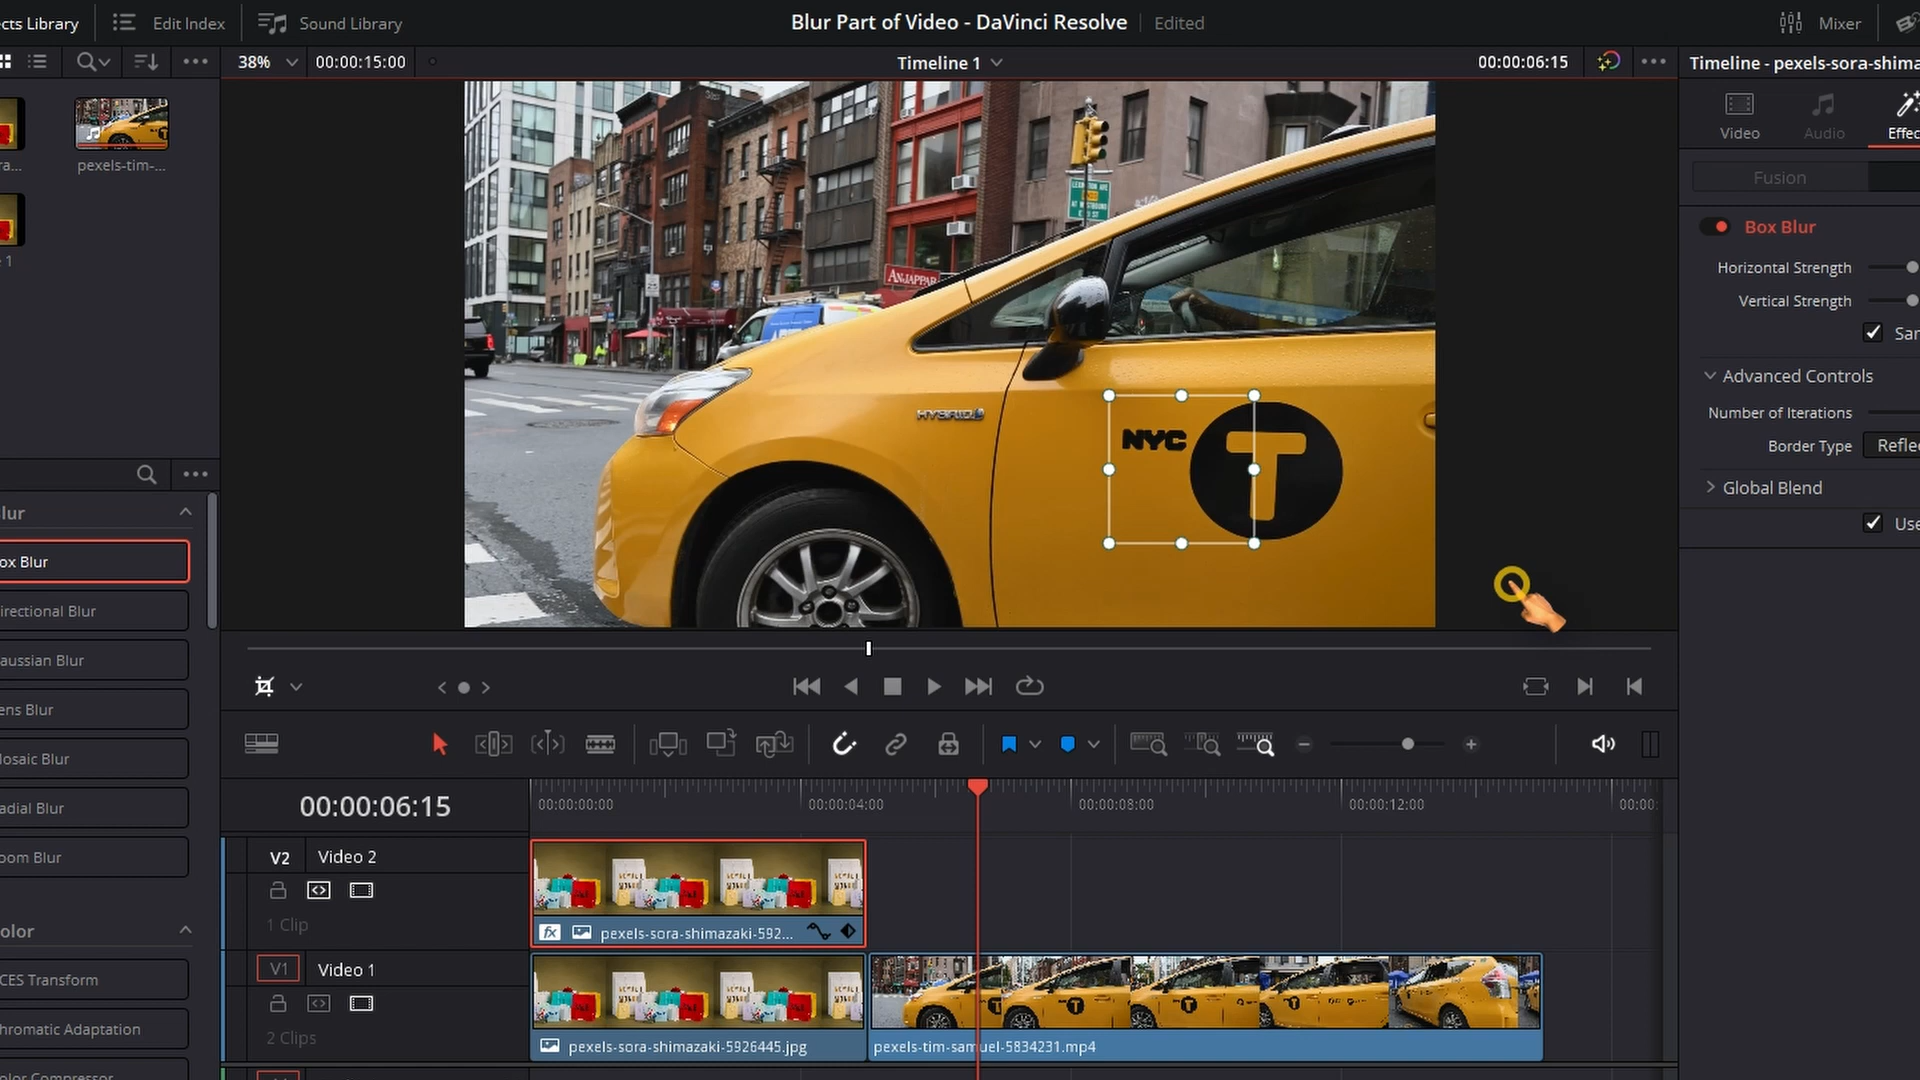 cts Library
Edit Index
Sound Library
Blur Part of Video - DaVinci Resolve
Edited
Mixer
38%
00:00:15:00
Timeline 1
00:00:06:15
Timeline - pexels-sora-shima
Video
Audio
Effec
pexels-tim-...
ra...
1
Fusion
Box Blur
Horizontal Strength
Vertical Strength
Sar
Advanced Controls
Number of Iterations
Border Type
Reflec
Global Blend
Use
HYBRID
NYC
T
lur
ox Blur
irectional Blur
aussian Blur
ens Blur
osaic Blur
adial Blur
oom Blur
olor
CES Transform
hromatic Adaptation
olor Compressor
00:00:06:15
00:00:00:00
00:00:04:00
00:00:08:00
00:00:12:00
00:00:
V2
Video 2
1 Clip
fx
pexels-sora-shimazaki-592...
V1
Video 1
2 Clips
pexels-sora-shimazaki-5926445.jpg
pexels-tim-samuel-5834231.mp4